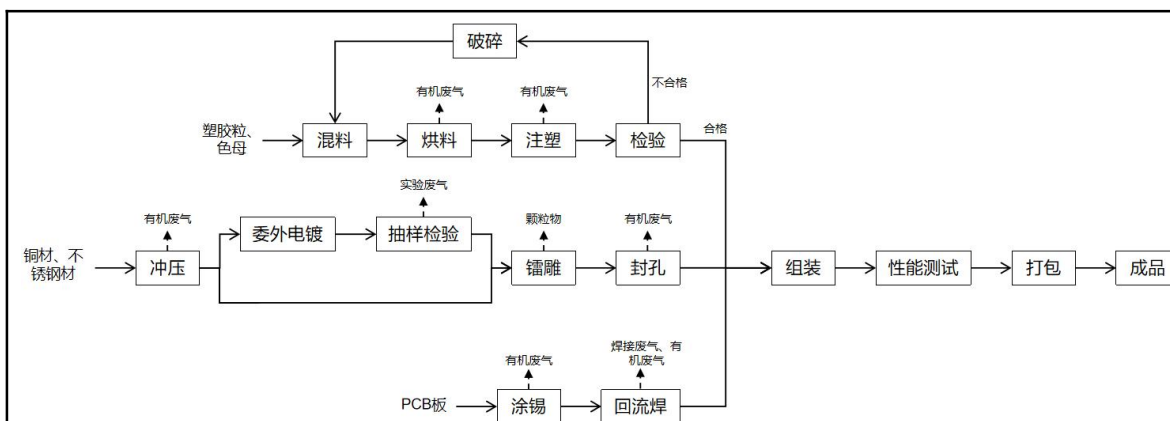 破碎
不合格
有机废气
有机废气
塑胶粒、
色母
混料
烘料
注塑
检验
合格
实验废气
有机废气
委外电镀
抽样检验
颗粒物
有机废气
铜材、不
锈钢材
冲压
镭雕
封孔
组装
性能测试
打包
成品
焊接废气、有
机废气
有机废气
PCB板
涂锡
回流焊